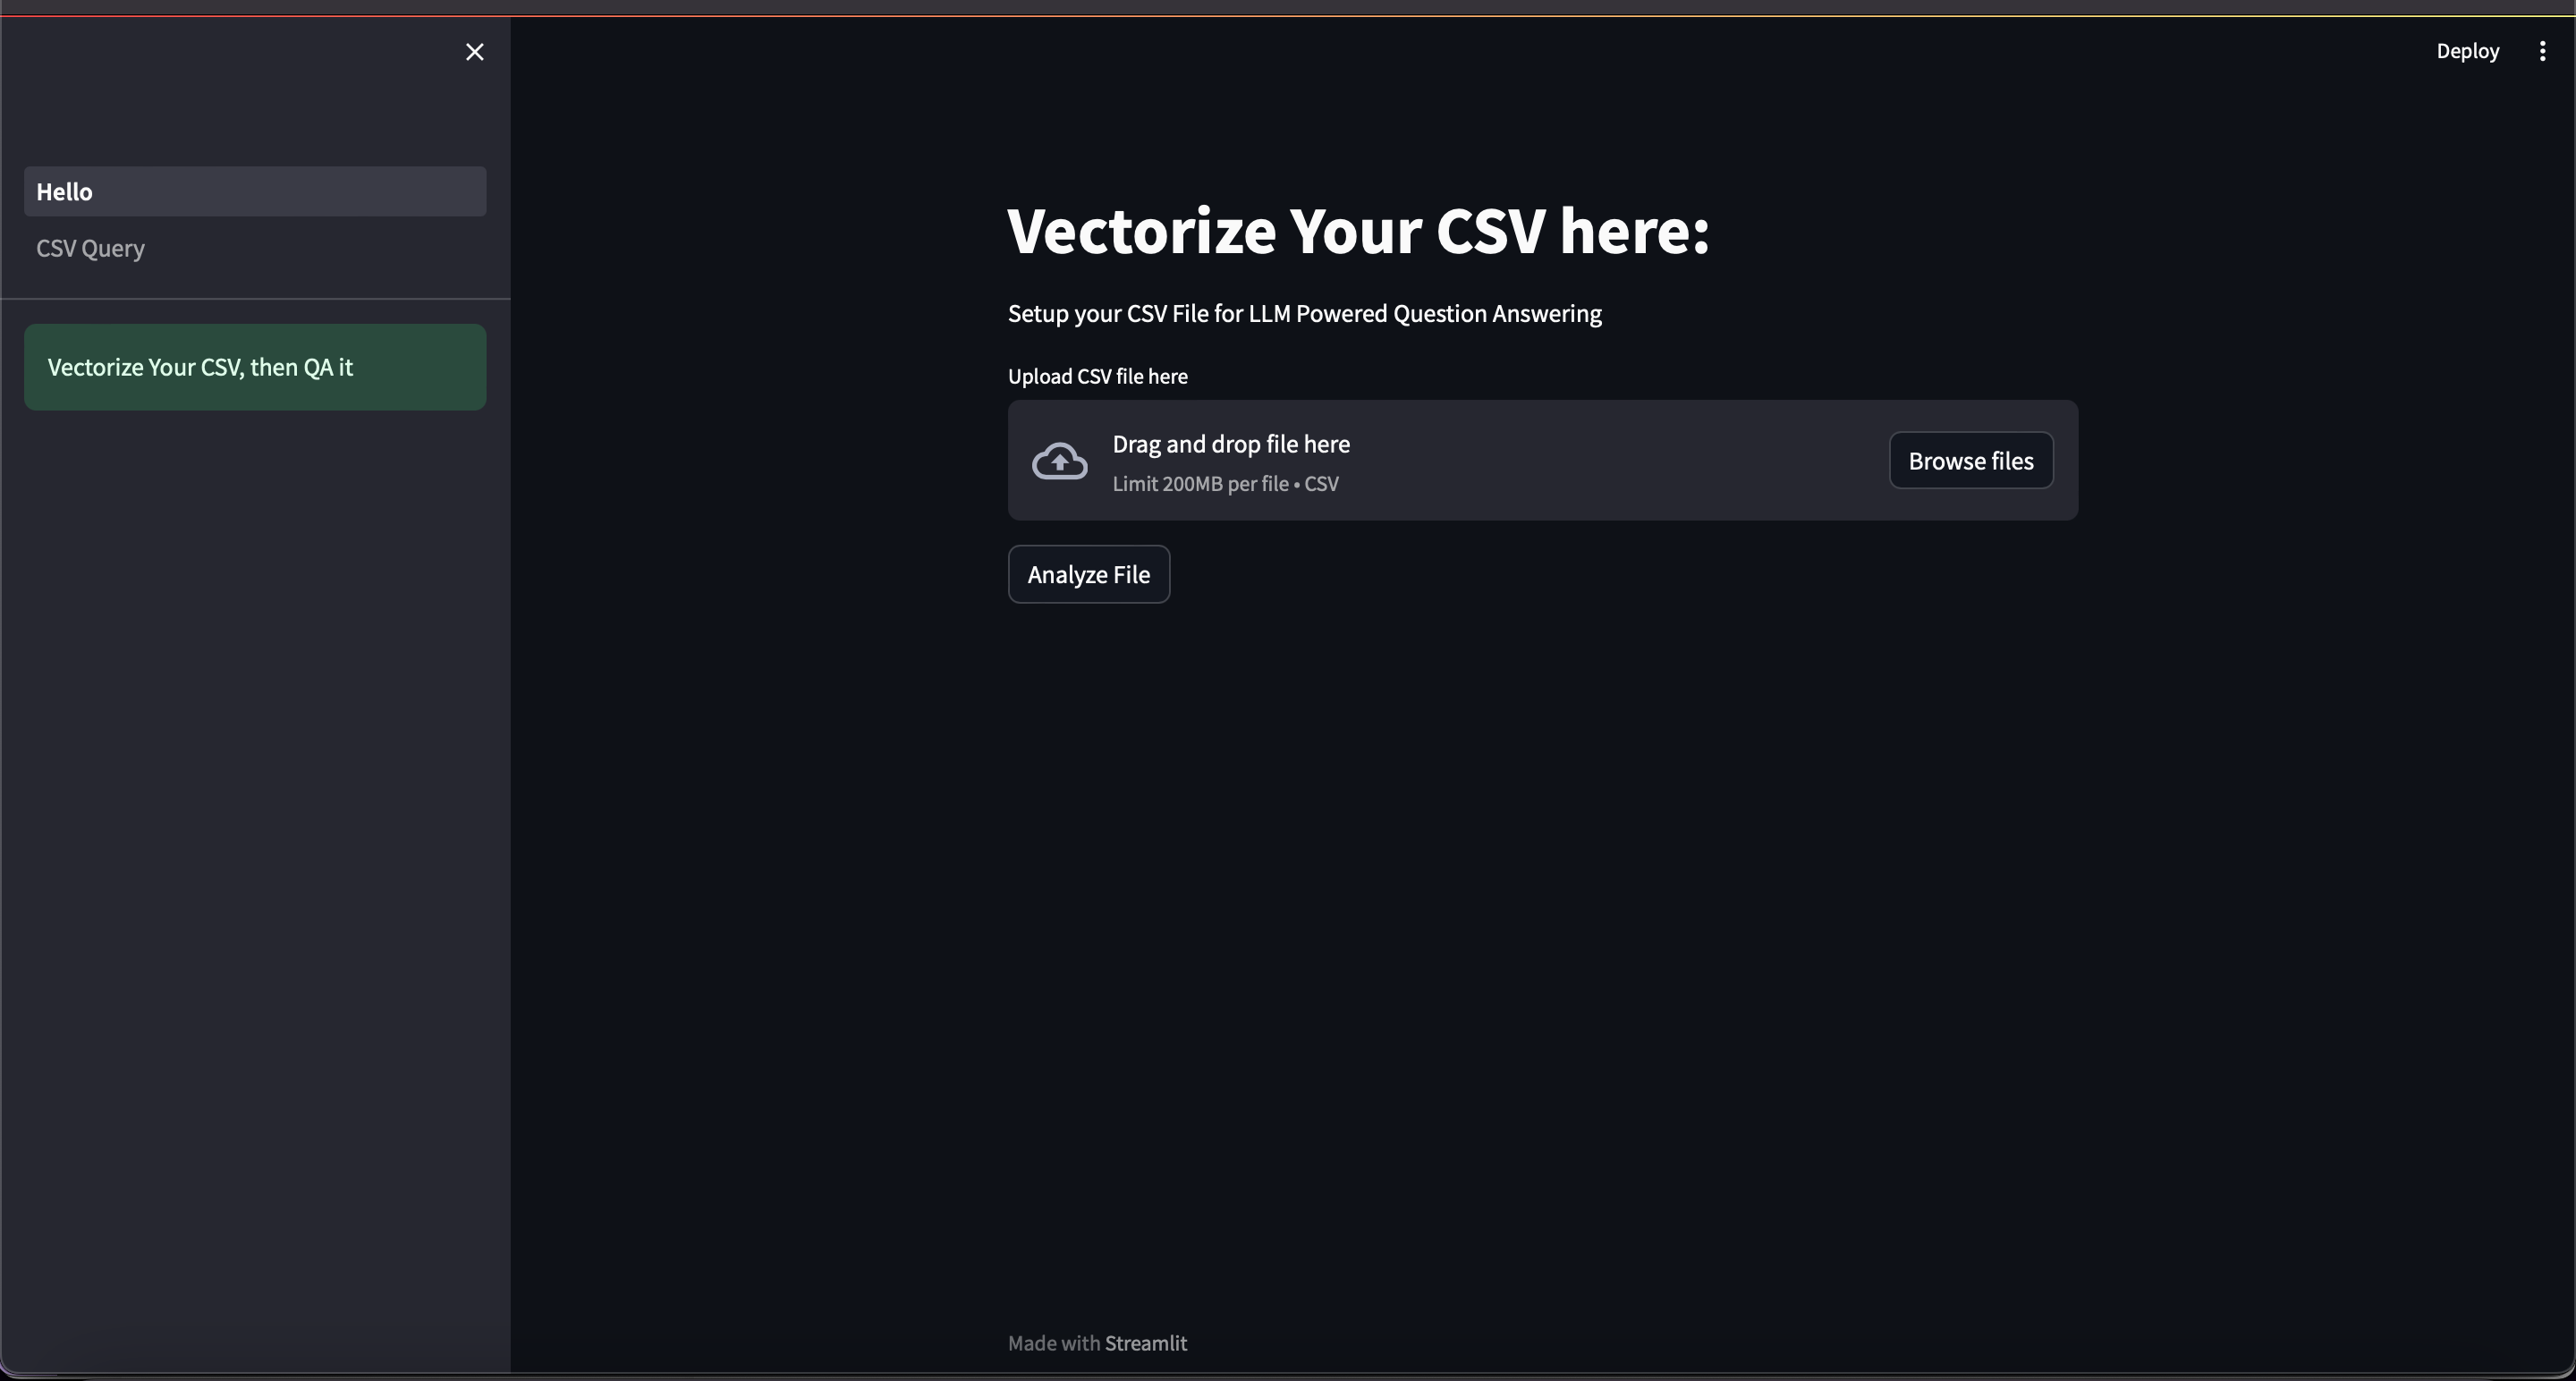 Deploy
Hello
CSV Query
Vectorize Your CSV, then QA it
Vectorize Your CSV here:
Setup your CSV File for LLM Powered Question Answering
Upload CSV file here
Drag and drop file here
Limit 200MB per file • CSV
Browse files
Analyze File
Made with Streamlit